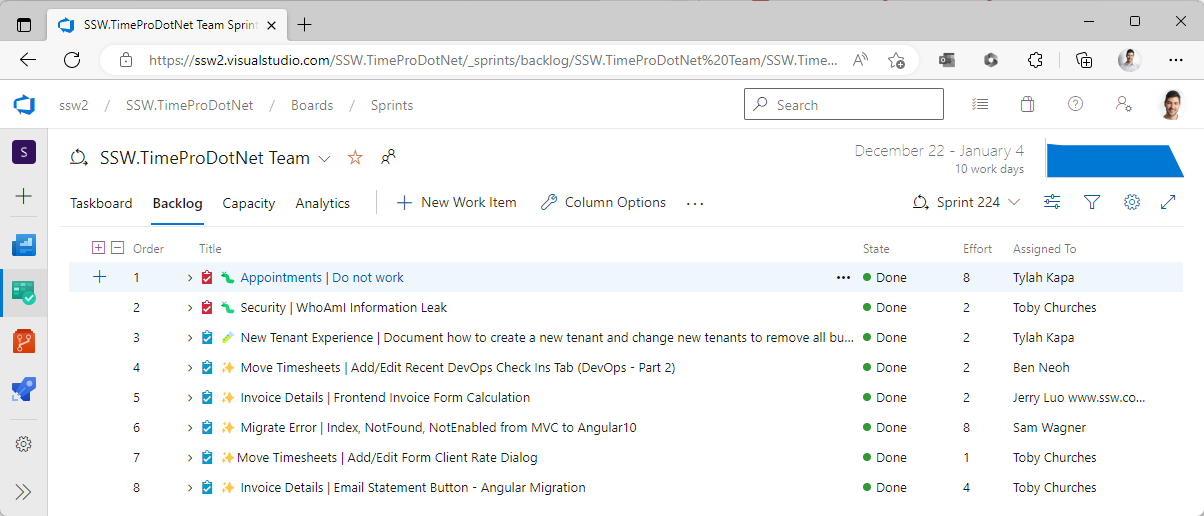 SSW.TimeProDotNet Team Sprint
https://ssw2.visualstudio.com/SSW.TimeProDotNet/_sprints/backlog/SSW.TimeProDotNet%20Team/SSW.Time...
ssw2 / SSW.TimeProDotNet / Boards / Sprints
Search
S
SSW.TimeProDotNet Team
December 22 - January 4
10 work days
Taskboard Backlog Capacity Analytics New Work Item Column Options ... Sprint 224
Order Title State Effort Assigned To
1 Appointments | Do not work ... Done 8 Tylah Kapa
2 Security | WhoAmI Information Leak Done 2 Toby Churches
3 New Tenant Experience | Document how to create a new tenant and change new tenants to remove all bu... Done 2 Tylah Kapa
4 Move Timesheets | Add/Edit Recent DevOps Check Ins Tab (DevOps - Part 2) Done 2 Ben Neoh
5 Invoice Details | Frontend Invoice Form Calculation Done 2 Jerry Luo www.ssw.co...
6 Migrate Error | Index, NotFound, NotEnabled from MVC to Angular10 Done 8 Sam Wagner
7 Move Timesheets | Add/Edit Form Client Rate Dialog Done 1 Toby Churches
8 Invoice Details | Email Statement Button - Angular Migration Done 4 Toby Churches